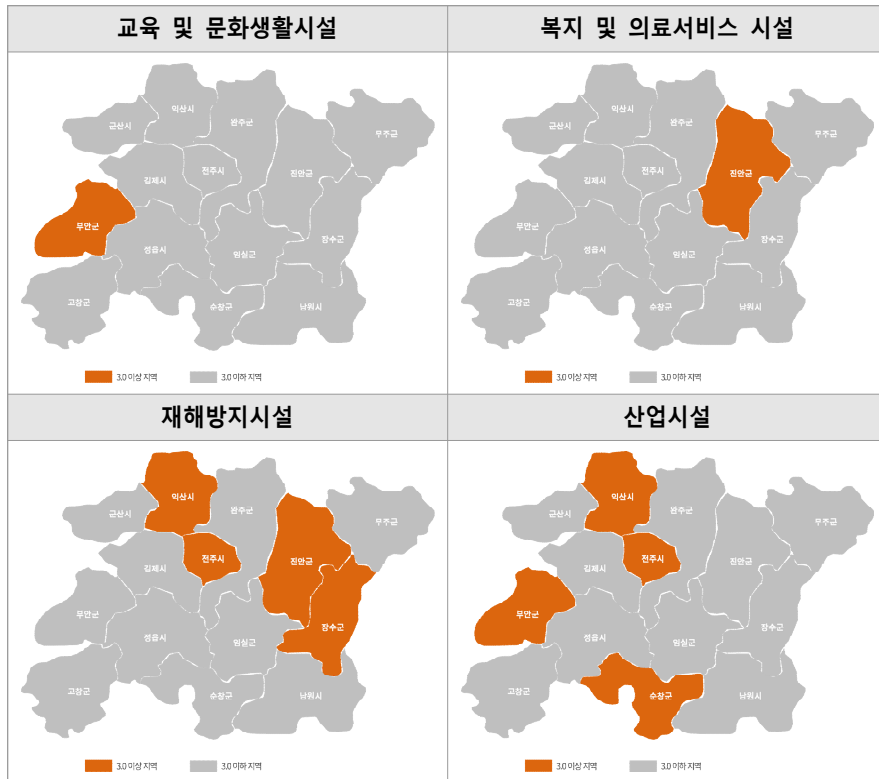 교육 및 문화생활시설
복지 및 의료서비스 시설
익산시
군산시
완주군
무주군
김제시
전주시
진안군
무안군
정읍시
임실군
장수군
고창군
순창군
남원시
3.0 이상 지역
3.0 이하 지역
익산시
군산시
완주군
무주군
김제시
전주시
진안군
무안군
정읍시
임실군
장수군
고창군
순창군
남원시
3.0 이상 지역
3.0 이하 지역
재해방지시설
산업시설
익산시
군산시
완주군
무주군
김제시
전주시
진안군
무안군
정읍시
임실군
장수군
고창군
순창군
남원시
3.0 이상 지역
3.0 이하 지역
익산시
군산시
완주군
무주군
김제시
전주시
진안군
무안군
정읍시
임실군
장수군
고창군
순창군
남원시
3.0 이상 지역
3.0 이하 지역